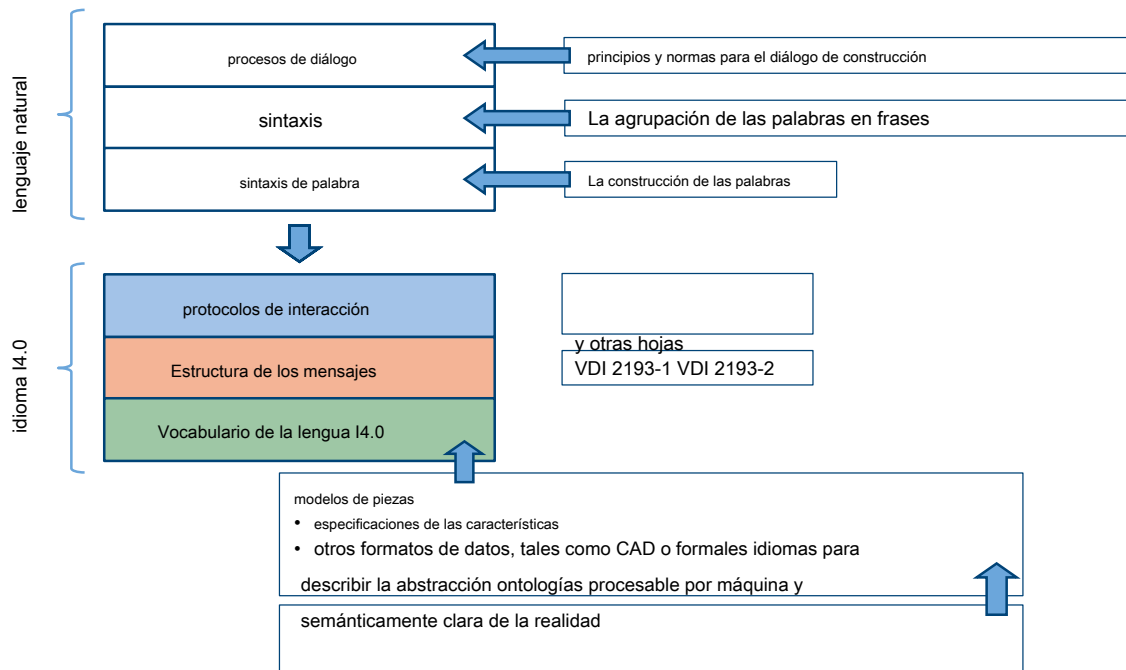 lenguaje natural
procesos de diálogo
principios y normas para el diálogo de construcción
sintaxis
La agrupación de las palabras en frases
sintaxis de palabra
La construcción de las palabras
idioma I4.0
protocolos de interacción
y otras hojas
Estructura de los mensajes
VDI 2193-1 VDI 2193-2
Vocabulario de la lengua I4.0
modelos de piezas
• especificaciones de las características
• otros formatos de datos, tales como CAD o formales idiomas para
describir la abstracción ontologías procesable por máquina y
semánticamente clara de la realidad